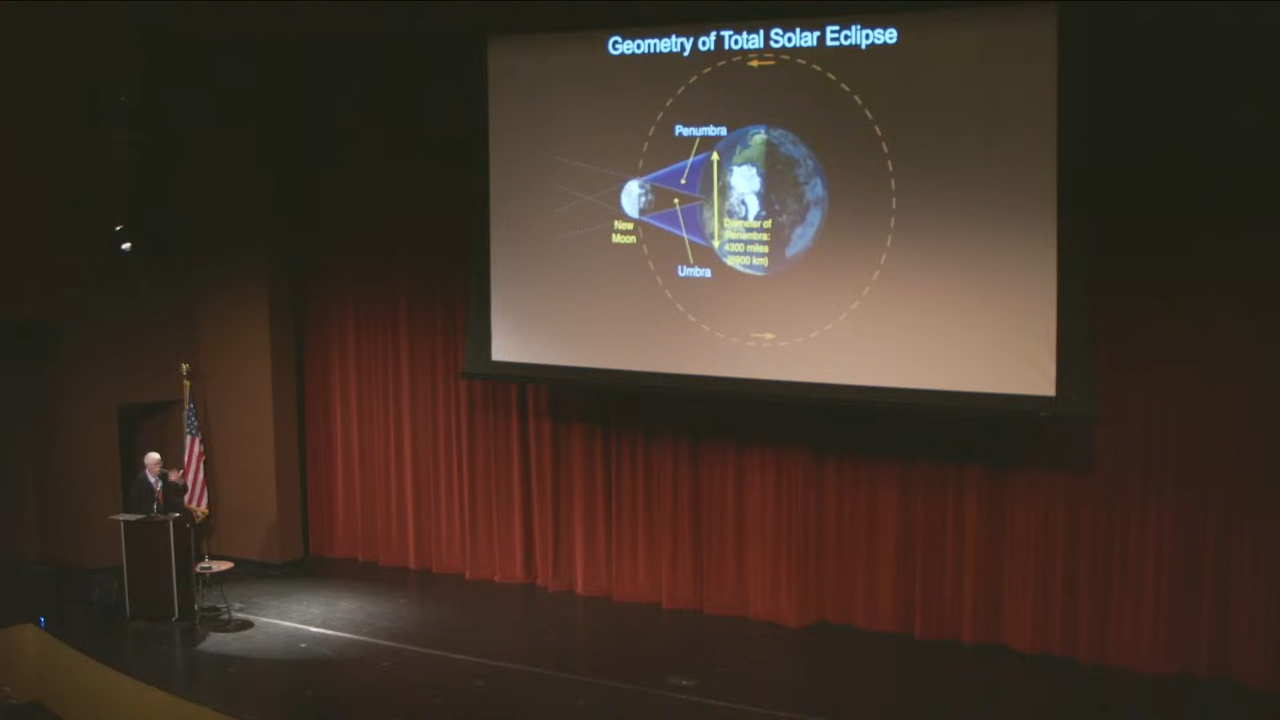 Geometry of Total Solar Eclipse
Penumbra
New
Moon
Diameter of
Penumbra:
4300 miles
(6900 km)
Umbra